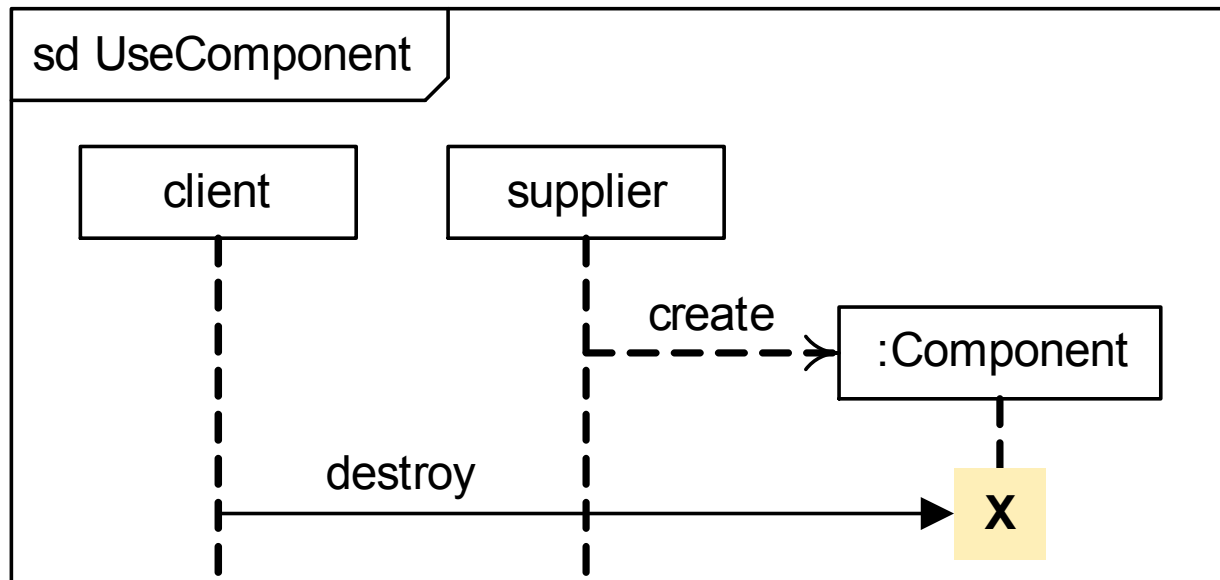 sd UseComponent
client
supplier
create
:Component
destroy
X